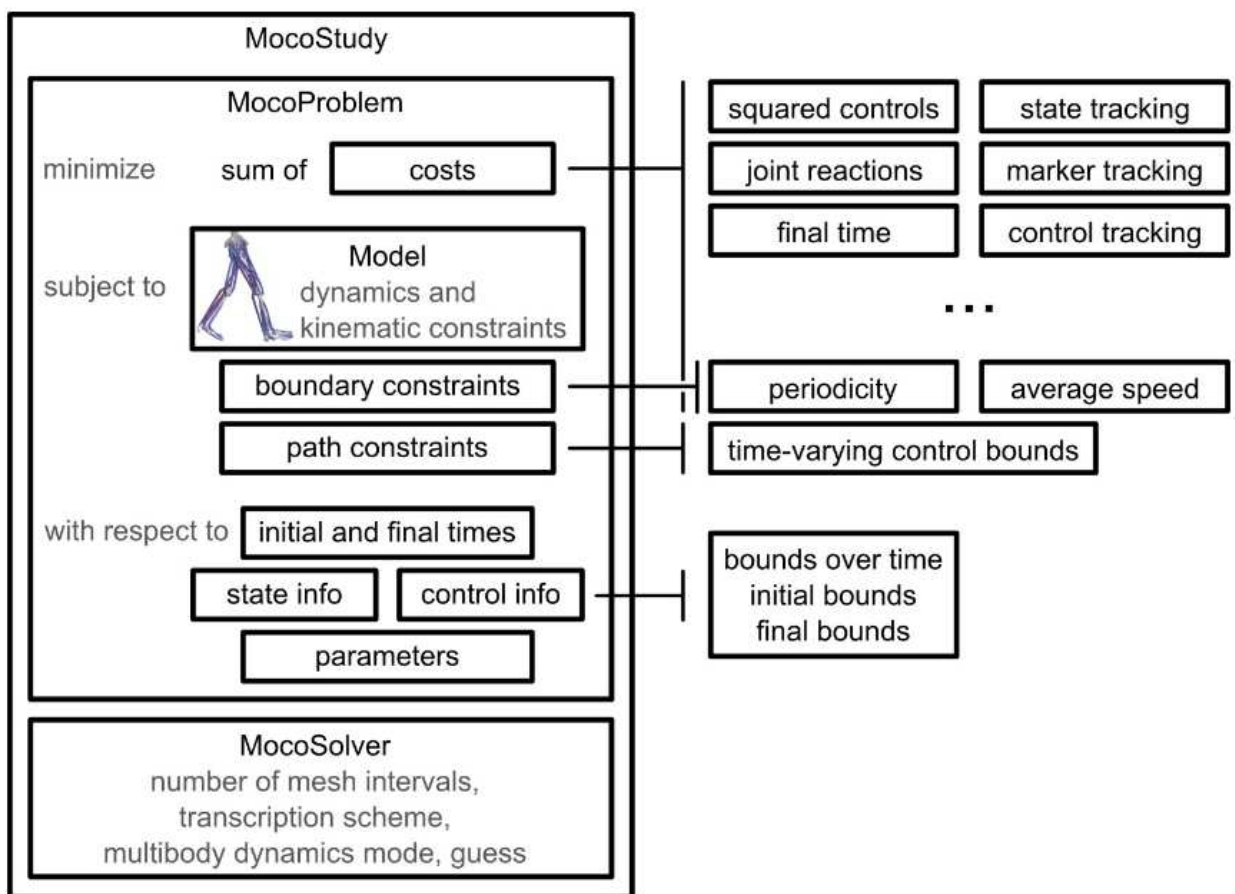 MocoStudy
MocoProblem
minimize sum of costs
squared controls state tracking
joint reactions marker tracking
final time control tracking
...
subject to
Model
dynamics and
kinematic constraints
boundary constraints
periodicity average speed
path constraints
time-varying control bounds
with respect to initial and final times
state info control info
parameters
bounds over time
initial bounds
final bounds
MocoSolver
number of mesh intervals,
transcription scheme,
multibody dynamics mode, guess